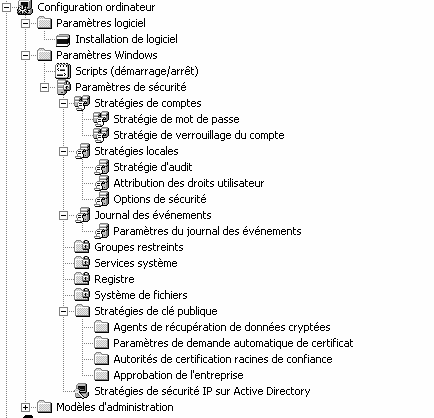 Configuration ordinateur
Paramètres logiciel
Installation de logiciel
Paramètres Windows
Scripts (démarrage/arrêt)
Paramètres de sécurité
Stratégies de comptes
Stratégie de mot de passe
Stratégie de verrouillage du compte
Stratégies locales
Stratégie d'audit
Attribution des droits utilisateur
Options de sécurité
Journal des événements
Paramètres du journal des événements
Groupes restreints
Services système
Registre
Système de fichiers
Stratégies de clé publique
Agents de récupération de données cryptées
Paramètres de demande automatique de certificat
Autorités de certification racines de confiance
Approbation de l'entreprise
Stratégies de sécurité IP sur Active Directory
Modèles d'administration